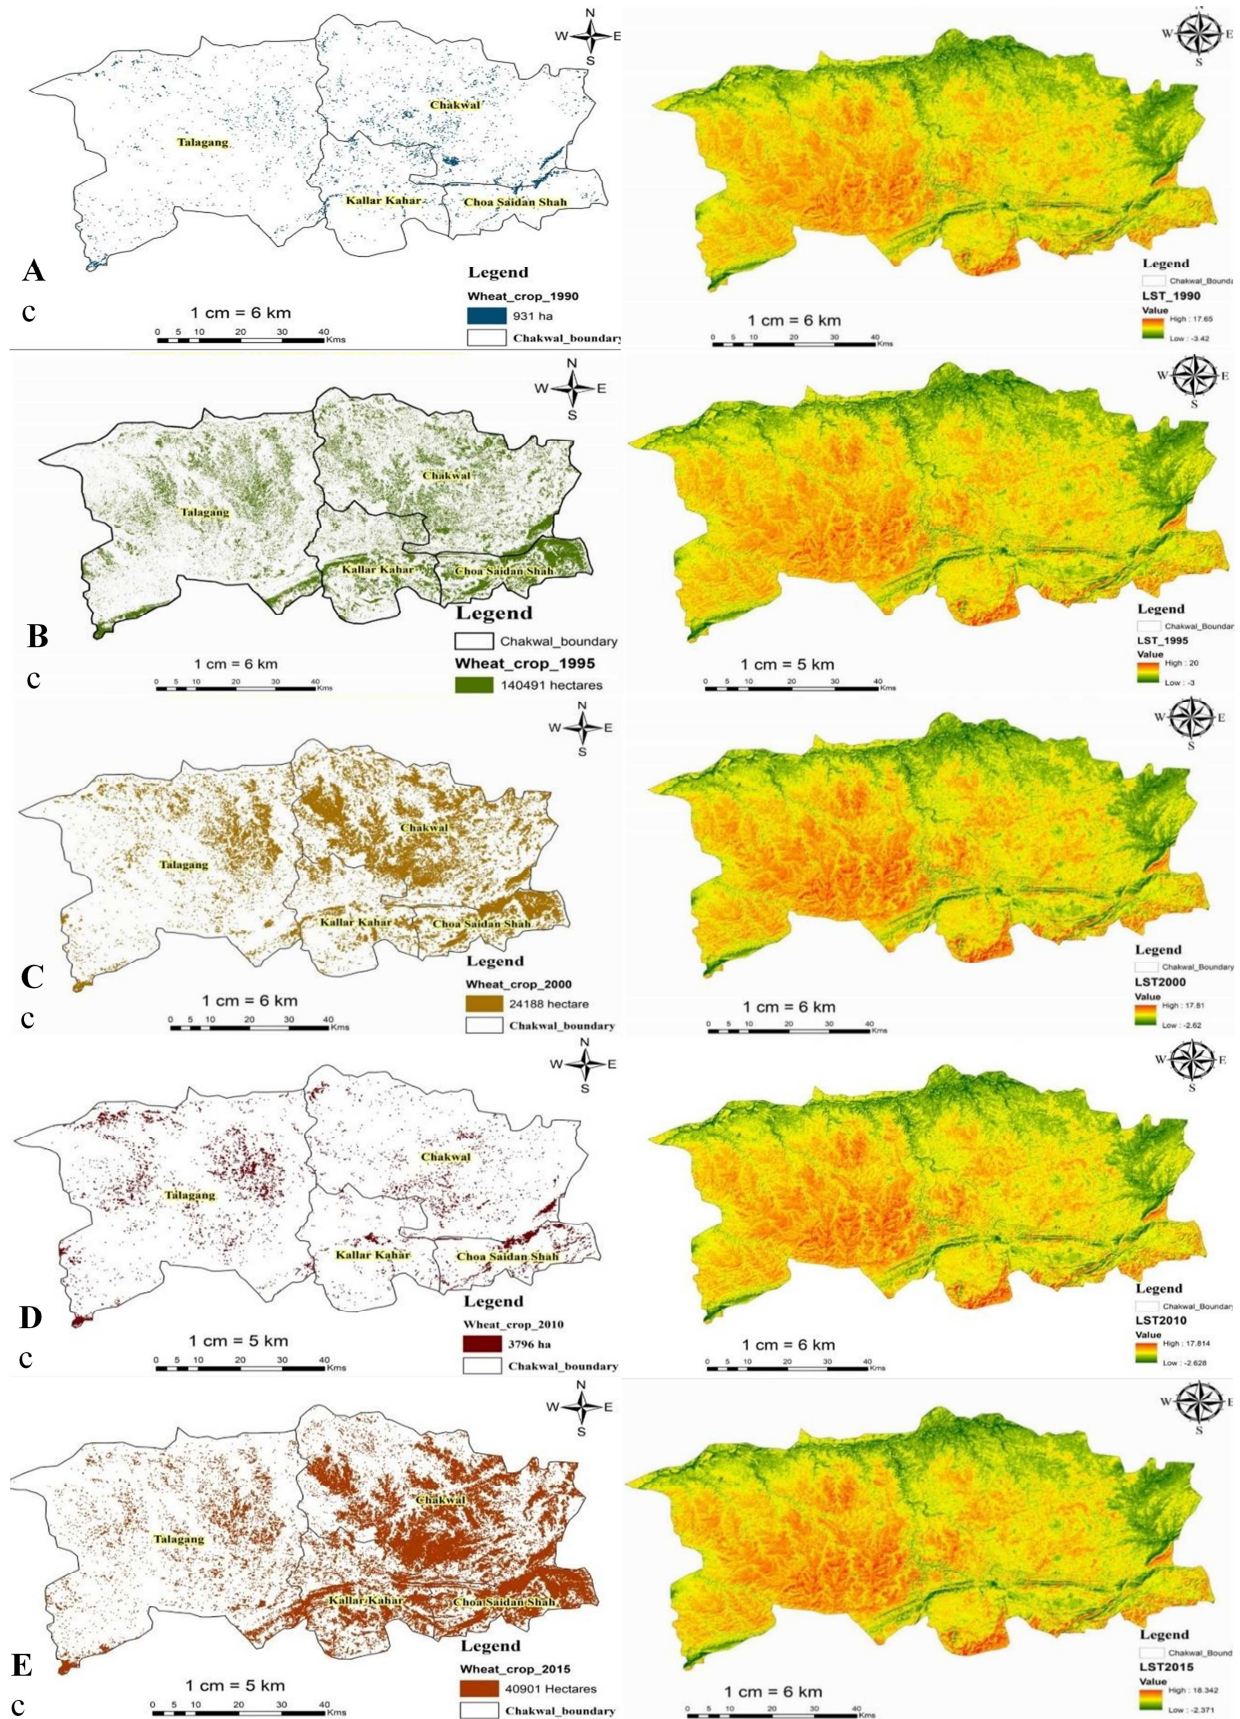 N
W E
S
Chakwal
Talagang
Kallar Kahar
Choa Saidan Shah
A
c
Legend
Wheat_crop_1990
931 ha
Chakwal_boundary
1 cm = 6 km
0 5 10 20 30 40
Kms
N
W E
S
Legend
Chakwal_Bounda
LST_1990
Value
High : 17.65
Low : -3.42
1 cm = 6 km
0 5 10 20 30 40
Kms
N
W E
S
Chakwal
Talagang
Kallar Kahar
Choa Saidan Shah
B
c
Legend
Chakwal_boundary
Wheat_crop_1995
140491 hectares
1 cm = 6 km
0 5 10 20 30 40
Kms
W E
S
Legend
Chakwal_Boundar
LST_1995
Value
High : 20
Low : -3
1 cm = 5 km
0 5 10 20 30 40
Kms
N
W E
S
Chakwal
Talagang
Kallar Kahar
Choa Saidan Shah
C
c
Legend
Wheat_crop_2000
24188 hectare
Chakwal_boundary
1 cm = 6 km
0 5 10 20 30 40
Kms
W E
S
Legend
Chakwal_Boundar
LST2000
Value
High : 17.81
Low : -2.62
1 cm = 6 km
0 5 10 20 30 40
Kms
N
W E
S
Chakwal
Talagang
Kallar Kahar
Choa Saidan Shah
D
c
Legend
Wheat_crop_2010
3796 ha
Chakwal_boundary
1 cm = 5 km
0 5 10 20 30 40
Kms
W E
S
Legend
Chakwal_Boundar
LST2010
Value
High : 17.814
Low : -2.628
1 cm = 6 km
0 5 10 20 30 40
Kms
N
W E
S
Chakwal
Talagang
Kallar Kahar
Choa Saidan Shah
E
c
Legend
Wheat_crop_2015
40901 Hectares
Chakwal_boundary
1 cm = 5 km
0 5 10 20 30 40
Kms
N
W E
S
Legend
Chakwal_Bound
LST2015
Value
High : 18.342
Low : -2.371
1 cm = 6 km
0 5 10 20 30 40
Kms